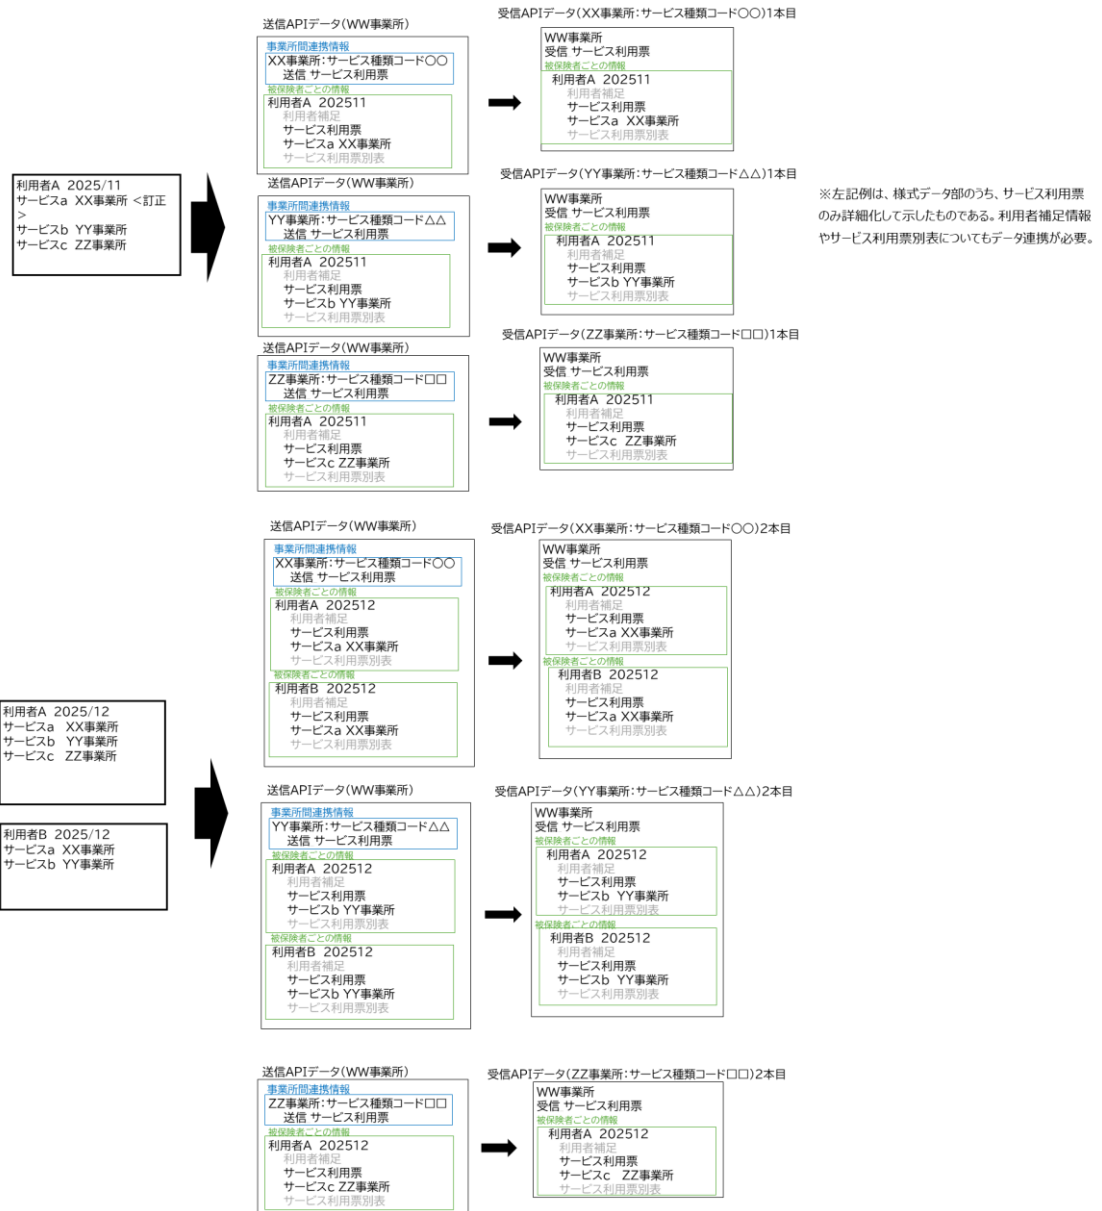 利用者A 2025/11
サービスa XX事業所 <訂正
>
サービスb YY事業所
サービスc ZZ事業所
送信APIデータ(WW事業所)
事業所間連携情報
XX事業所:サービス種類コード〇〇
送信 サービス利用票
被保険者ごとの情報
利用者A 202511
利用者補足
サービス利用票
サービスa XX事業所
サービス利用票別表
受信APIデータ(XX事業所:サービス種類コード〇〇)1本目
WW事業所
受信 サービス利用票
被保険者ごとの情報
利用者A 202511
利用者補足
サービス利用票
サービスa XX事業所
サービス利用票別表
送信APIデータ(WW事業所)
事業所間連携情報
YY事業所:サービス種類コード△△
送信 サービス利用票
被保険者ごとの情報
利用者A 202511
利用者補足
サービス利用票
サービスb YY事業所
サービス利用票別表
受信APIデータ(YY事業所:サービス種類コード△△)1本目
WW事業所
受信 サービス利用票
被保険者ごとの情報
利用者A 202511
利用者補足
サービス利用票
サービスb YY事業所
サービス利用票別表
※左記例は、様式データ部のうち、サービス利用票
のみ詳細化して示したものである。利用者補足情報
やサービス利用票別表についてもデータ連携が必要。
送信APIデータ(WW事業所)
事業所間連携情報
ZZ事業所:サービス種類コード□□
送信 サービス利用票
被保険者ごとの情報
利用者A 202511
利用者補足
サービス利用票
サービスc ZZ事業所
サービス利用票別表
受信APIデータ(ZZ事業所:サービス種類コード□□)1本目
WW事業所
受信 サービス利用票
被保険者ごとの情報
利用者A 202511
利用者補足
サービス利用票
サービスc ZZ事業所
サービス利用票別表
利用者A 2025/12
サービスa XX事業所
サービスb YY事業所
サービスc ZZ事業所
利用者B 2025/12
サービスa XX事業所
サービスb YY事業所
送信APIデータ(WW事業所)
事業所間連携情報
XX事業所:サービス種類コード〇〇
送信 サービス利用票
被保険者ごとの情報
利用者A 202512
利用者補足
サービス利用票
サービスa XX事業所
サービス利用票別表
被保険者ごとの情報
利用者B 202512
利用者補足
サービス利用票
サービスa XX事業所
サービス利用票別表
受信APIデータ(XX事業所:サービス種類コード〇〇)2本目
WW事業所
受信 サービス利用票
被保険者ごとの情報
利用者A 202512
利用者補足
サービス利用票
サービスa XX事業所
サービス利用票別表
被保険者ごとの情報
利用者B 202512
利用者補足
サービス利用票
サービスa XX事業所
サービス利用票別表
送信APIデータ(WW事業所)
事業所間連携情報
YY事業所:サービス種類コード△△
送信 サービス利用票
被保険者ごとの情報
利用者A 202512
利用者補足
サービス利用票
サービスb YY事業所
サービス利用票別表
被保険者ごとの情報
利用者B 202512
利用者補足
サービス利用票
サービスb YY事業所
サービス利用票別表
受信APIデータ(YY事業所:サービス種類コード△△)2本目
WW事業所
受信 サービス利用票
被保険者ごとの情報
利用者A 202512
利用者補足
サービス利用票
サービスb YY事業所
サービス利用票別表
被保険者ごとの情報
利用者B 202512
利用者補足
サービス利用票
サービスb YY事業所
サービス利用票別表
送信APIデータ(WW事業所)
事業所間連携情報
ZZ事業所:サービス種類コード□□
送信 サービス利用票
被保険者ごとの情報
利用者A 202512
利用者補足
サービス利用票
サービスc ZZ事業所
サービス利用票別表
受信APIデータ(ZZ事業所:サービス種類コード□□)2本目
WW事業所
受信 サービス利用票
被保険者ごとの情報
利用者A 202512
利用者補足
サービス利用票
サービスc ZZ事業所
サービス利用票別表